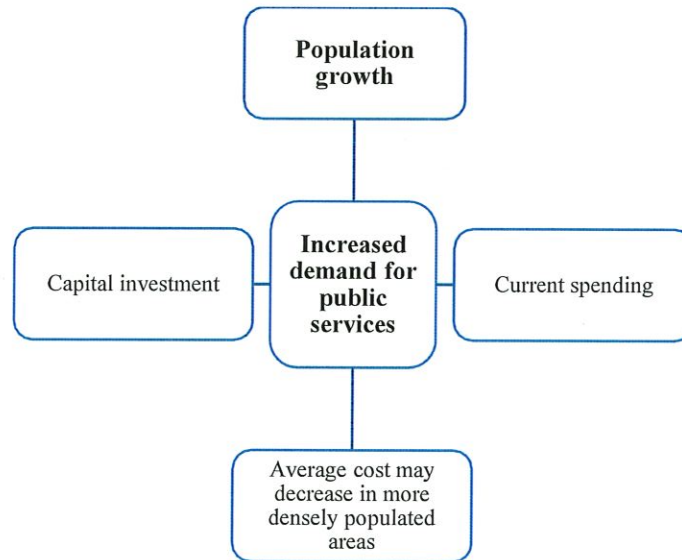 Population
growth
Capital investment
Increased
demand for
public
services
Current spending
Average cost may
decrease in more
densely populated
areas